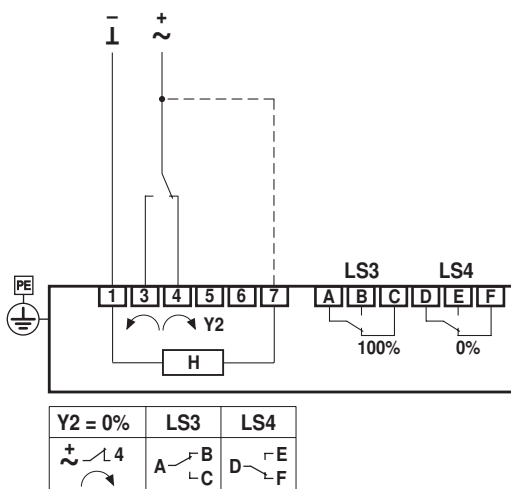 − +
⊥ ~
PE
LS3 LS4
1 3 4 5 6 7 A B C D E F
Y2
100% 0%
H
Y2 = 0% LS3 LS4
+
~ 4
A B C
D E F